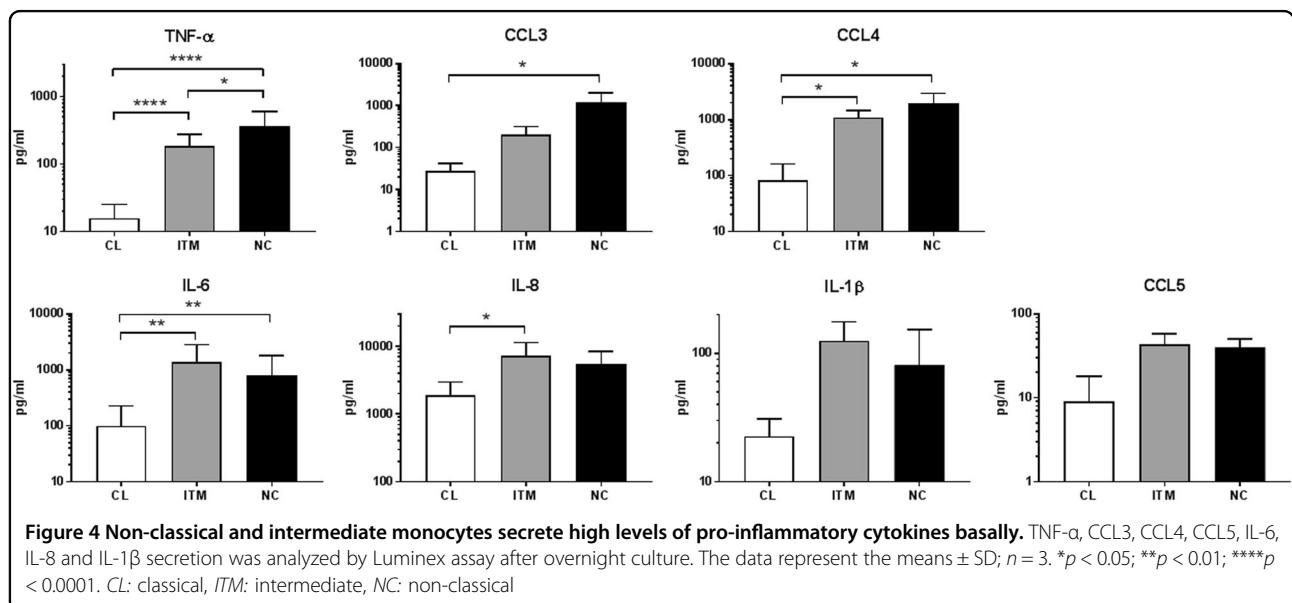 TNF-α
CCL3
CCL4
****
****
*
*
*
*
1000
100
10
pg/ml
CL ITM NC
10000
1000
100
10
1
pg/ml
CL ITM NC
10000
1000
100
10
pg/ml
CL ITM NC
IL-6
IL-8
IL-1β
CCL5
**
**
*
10000
1000
100
10
pg/ml
CL ITM NC
10000
1000
100
pg/ml
CL ITM NC
100
10
pg/ml
CL ITM NC
100
10
1
pg/ml
CL ITM NC
Figure 4 Non-classical and intermediate monocytes secrete high levels of pro-inflammatory cytokines basally. TNF-α, CCL3, CCL4, CCL5, IL-6,
IL-8 and IL-1β secretion was analyzed by Luminex assay after overnight culture. The data represent the means ± SD; n = 3. *p < 0.05; **p < 0.01; ****p
< 0.0001. CL: classical, ITM: intermediate, NC: non-classical